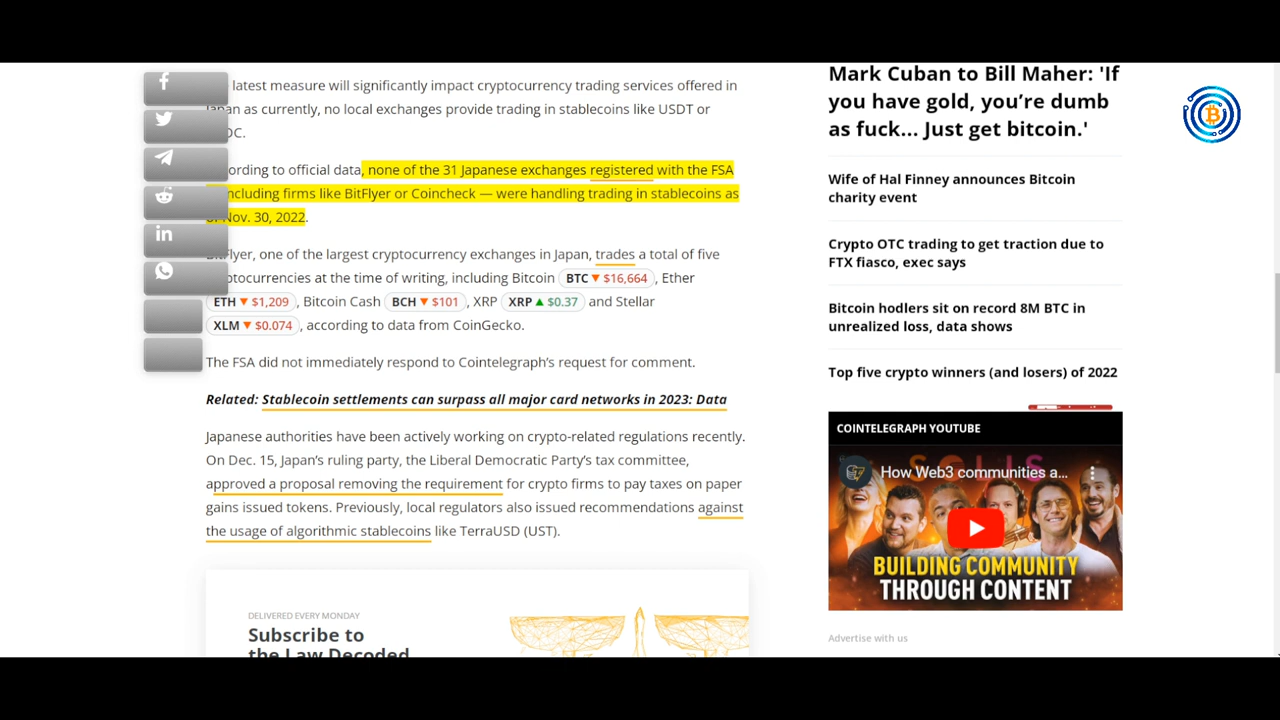 latest measure will significantly impact cryptocurrency trading services offered in
Japan as currently, no local exchanges provide trading in stablecoins like USDT or
DC.
ording to official data, none of the 31 Japanese exchanges registered with the FSA
including firms like BitFlyer or Coincheck — were handling trading in stablecoins as
of Nov. 30, 2022.
BitFlyer, one of the largest cryptocurrency exchanges in Japan, trades a total of five
ptocurrencies at the time of writing, including Bitcoin BTC ▼ $16,664 , Ether
ETH ▼ $1,209 , Bitcoin Cash BCH ▼ $101 , XRP XRP ▲ $0.37 and Stellar
XLM ▼ $0.074 , according to data from CoinGecko.
The FSA did not immediately respond to Cointelegraph’s request for comment.
Related: Stablecoin settlements can surpass all major card networks in 2023: Data
Japanese authorities have been actively working on crypto-related regulations recently.
On Dec. 15, Japan’s ruling party, the Liberal Democratic Party’s tax committee,
approved a proposal removing the requirement for crypto firms to pay taxes on paper
gains issued tokens. Previously, local regulators also issued recommendations against
the usage of algorithmic stablecoins like TerraUSD (UST).
DELIVERED EVERY MONDAY
Subscribe to
the Law Decoded
Mark Cuban to Bill Maher: 'If
you have gold, you’re dumb
as fuck... Just get bitcoin.'
Wife of Hal Finney announces Bitcoin
charity event
Crypto OTC trading to get traction due to
FTX fiasco, exec says
Bitcoin hodlers sit on record 8M BTC in
unrealized loss, data shows
Top five crypto winners (and losers) of 2022
COINTELEGRAPH YOUTUBE
How Web3 communities a...
BUILDING COMMUNITY
THROUGH CONTENT
Advertise with us